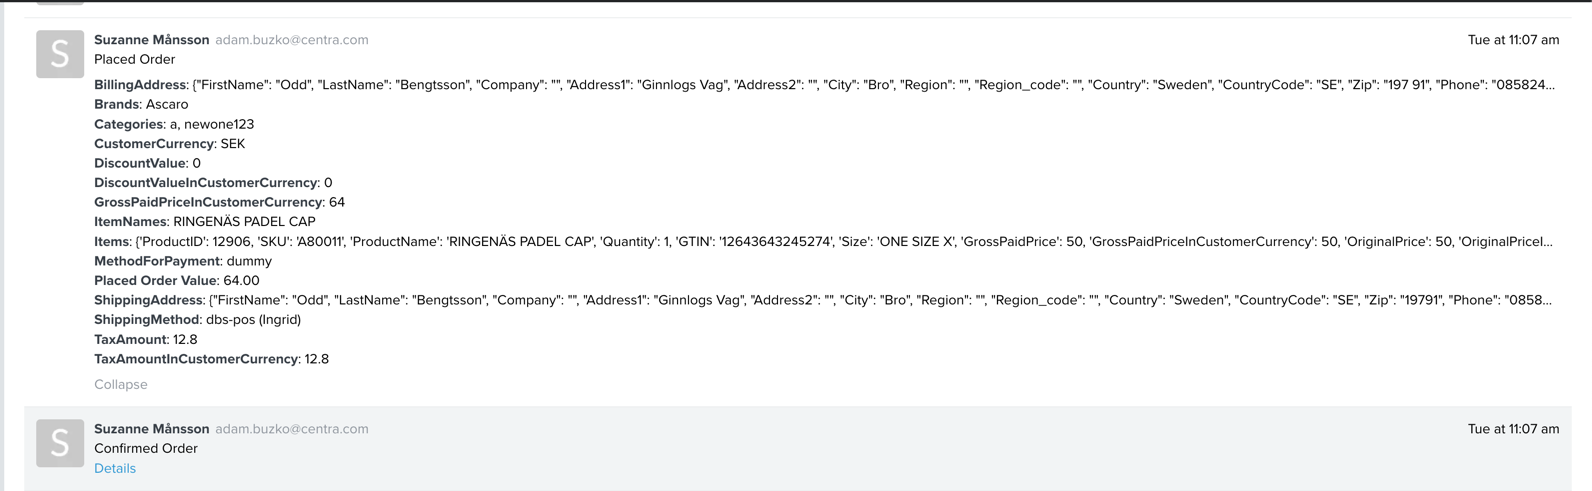 S
Suzanne Månsson adam.buzko@centra.com Tue at 11:07 am
Placed Order
BillingAddress: {"FirstName": "Odd", "LastName": "Bengtsson", "Company": "", "Address1": "Ginnlogs Vag", "Address2": "", "City": "Bro", "Region": "", "Region_code": "", "Country": "Sweden", "CountryCode": "SE", "Zip": "197 91", "Phone": "085824...
Brands: Ascaro
Categories: a, newone123
CustomerCurrency: SEK
DiscountValue: 0
DiscountValueInCustomerCurrency: 0
GrossPaidPriceInCustomerCurrency: 64
ItemNames: RINGENÄS PADEL CAP
Items: {'ProductID': 12906, 'SKU': 'A80011', 'ProductName': 'RINGENÄS PADEL CAP', 'Quantity': 1, 'GTIN': '12643643245274', 'Size': 'ONE SIZE X', 'GrossPaidPrice': 50, 'GrossPaidPriceInCustomerCurrency': 50, 'OriginalPrice': 50, 'OriginalPriceI...
MethodForPayment: dummy
Placed Order Value: 64.00
ShippingAddress: {"FirstName": "Odd", "LastName": "Bengtsson", "Company": "", "Address1": "Ginnlogs Vag", "Address2": "", "City": "Bro", "Region": "", "Region_code": "", "Country": "Sweden", "CountryCode": "SE", "Zip": "19791", "Phone": "0858...
ShippingMethod: dbs-pos (Ingrid)
TaxAmount: 12.8
TaxAmountInCustomerCurrency: 12.8
Collapse
S
Suzanne Månsson adam.buzko@centra.com Tue at 11:07 am
Confirmed Order
Details